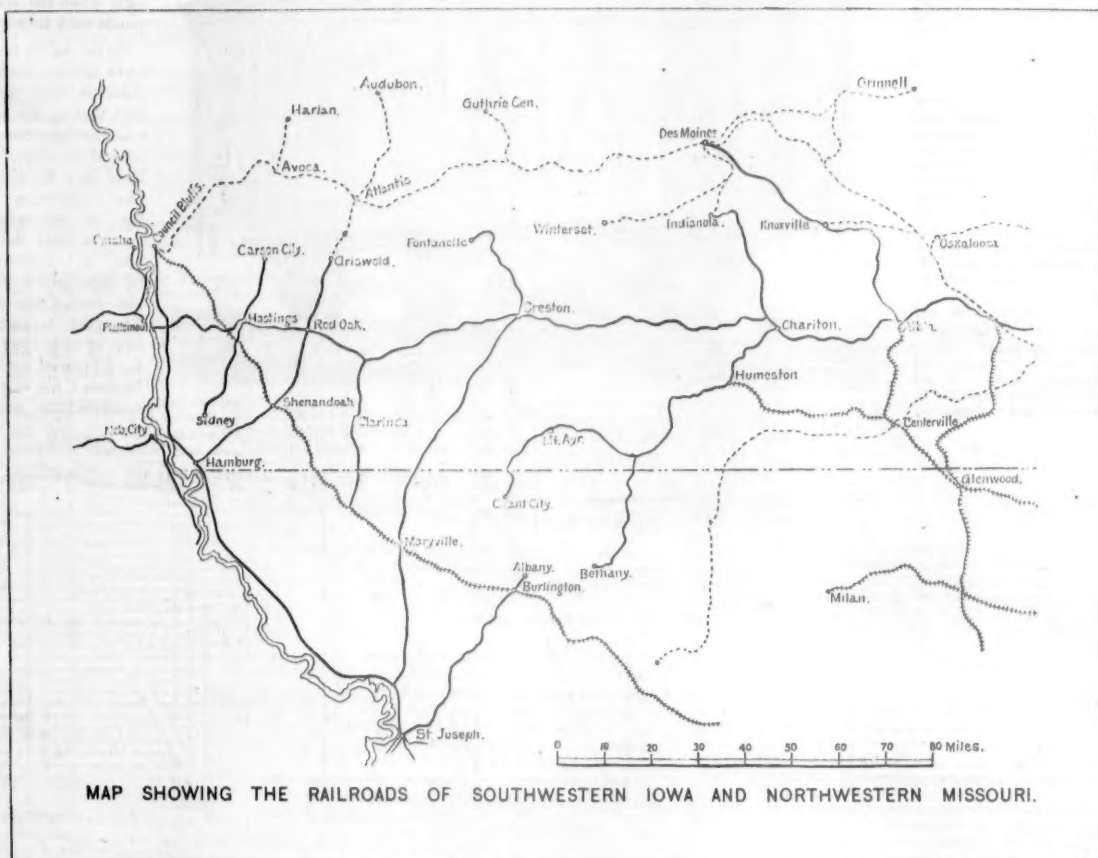 Audubon.
Grinnell
Harlan.
Guthrie Cen.
Des Moines
Avoca.
Atlantic
Council Bluffs.
Omaha
Carson City.
Griswold.
Fontanelle
Winterset.
Indianola.
Knoxville
Oskaloosa
Creston.
Plattsmouth
Hastings
Red Oak.
Chariton.
Albia
Humeston
Shenandoah
Sidney
Clarinda
Neb. City
Mt. Ayr.
Centerville
Hamburg.
Glenwood.
Grant City.
Maryville.
Albany.
Burlington.
Bethany.
Milan.
St. Joseph.
0 10 20 30 40 50 60 70 80 Miles.
MAP SHOWING THE RAILROADS OF SOUTHWESTERN IOWA AND NORTHWESTERN MISSOURI.